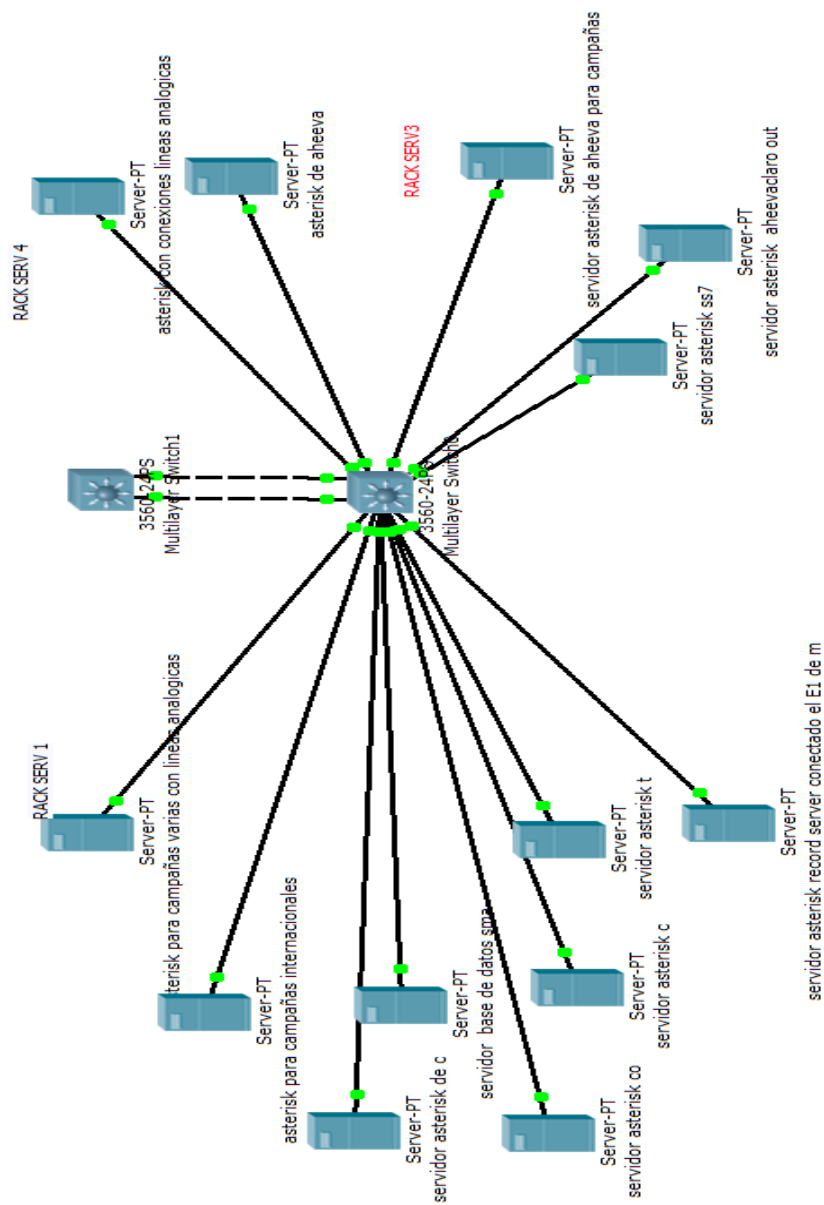 RACK SERV 4
RACK SERV 1
Server-PT
asterisk con conexiones lineas analogicas
Server-PT
terisk para campañas varias con lineas analogicas
3560-24PS
Multilayer Switch1
Server-PT
asterisk para campañas internacionales
Server-PT
asterisk de aheeva
RACK SERV3
Server-PT
servidor asterisk de c
3560-24PS
Multilayer Switch0
Server-PT
servidor base de datos sma
Server-PT
servidor asterisk de aheeva para campañas
Server-PT
servidor asterisk co
Server-PT
servidor asterisk t
Server-PT
servidor asterisk c
Server-PT
servidor asterisk ss7
Server-PT
servidor asterisk aheevaclaro out
Server-PT
servidor asterisk record server conectado el E1 de m